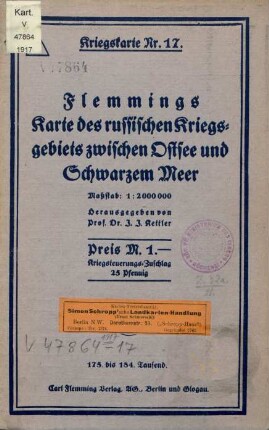 Kart.
V
47864
1917
Kriegskarte Nr. 17.
V 47864
Flemmings
Karte des russischen Kriegs-
gebiets zwischen Ostsee und
Schwarzem Meer
Maßstab: 1:2000000
Herausgegeben von
Prof. Dr. J. J. Kettler
Preis M. 1.—
Kriegsteuerungs-Zuschlag
25 Pfennig
Simon Schropp'sche Landkarten-Handlung
Berlin N.W.
V 47864-17
175. bis 184. Tausend.
Carl Flemming Verlag, AG., Berlin und Glogau.